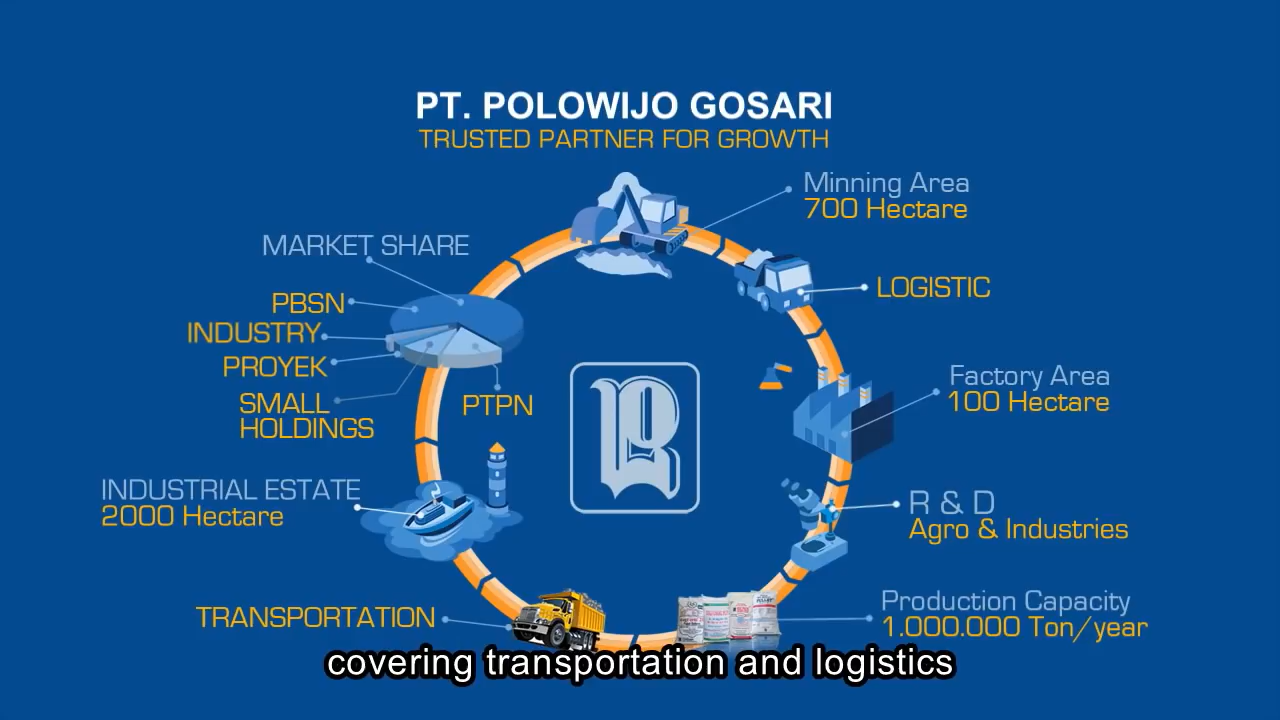 PT. POLOWIJO GOSARI
TRUSTED PARTNER FOR GROWTH
Minning Area
700 Hectare
LOGISTIC
Factory Area
100 Hectare
R & D
Agro & Industries
Production Capacity
1.000.000 Ton/year
TRANSPORTATION
INDUSTRIAL ESTATE
2000 Hectare
MARKET SHARE
PBSN
INDUSTRY
PROYEK
SMALL
HOLDINGS
PTPN
covering transportation and logistics